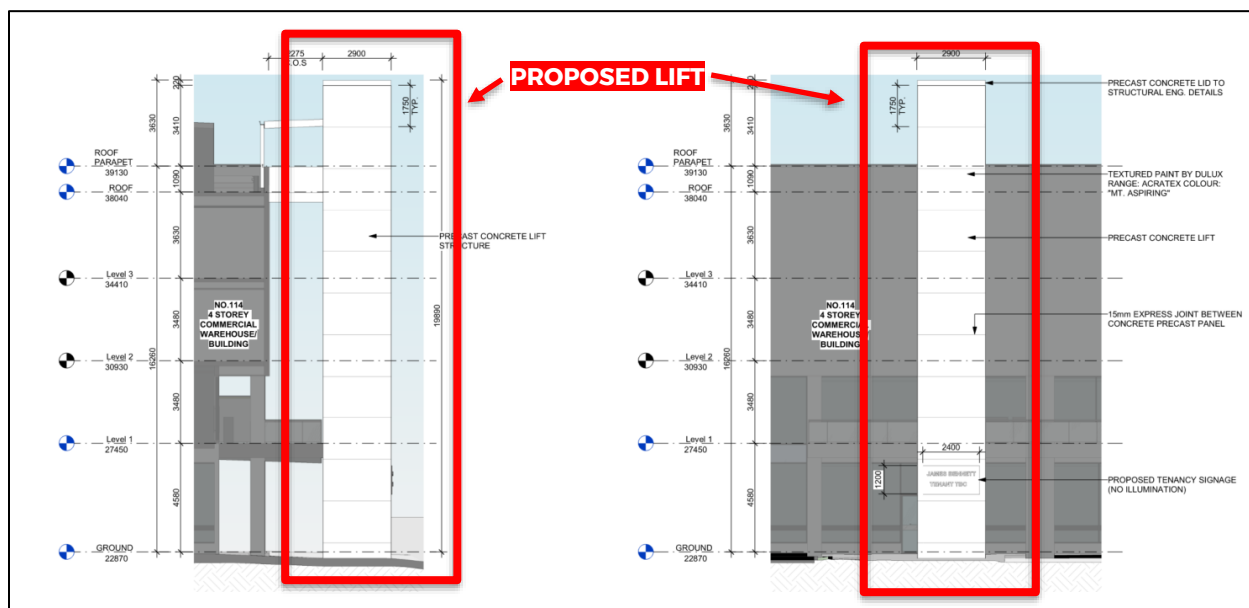 PROPOSED LIFT
2275
.O.S
2900
220
3630
3410
1750
TYP.
ROOF
PARAPET
39130
1090
ROOF
38040
3630
PRECAST CONCRETE LIFT
STRUCTURE
Level 3
34410
NO.114
4 STOREY
COMMERCIAL
WAREHOUSE/
BUILDING
3480
16260
19890
Level 2
30930
3480
Level 1
27450
4580
GROUND
22870
2900
220
3630
3410
1750
TYP.
PRECAST CONCRETE LID TO
STRUCTURAL ENG. DETAILS
ROOF
PARAPET
39130
1090
TEXTURED PAINT BY DULUX
RANGE: ACRATEX COLOUR:
"MT. ASPIRING"
ROOF
38040
3630
PRECAST CONCRETE LIFT
Level 3
34410
NO.114
4 STOREY
COMMERCIAL
WAREHOUSE/
BUILDING
3480
16260
15mm EXPRESS JOINT BETWEEN
CONCRETE PRECAST PANEL
Level 2
30930
3480
Level 1
27450
2400
1200
JAMES BENNETT
TENANT TBC
PROPOSED TENANCY SIGNAGE
(NO ILLUMINATION)
4580
GROUND
22870